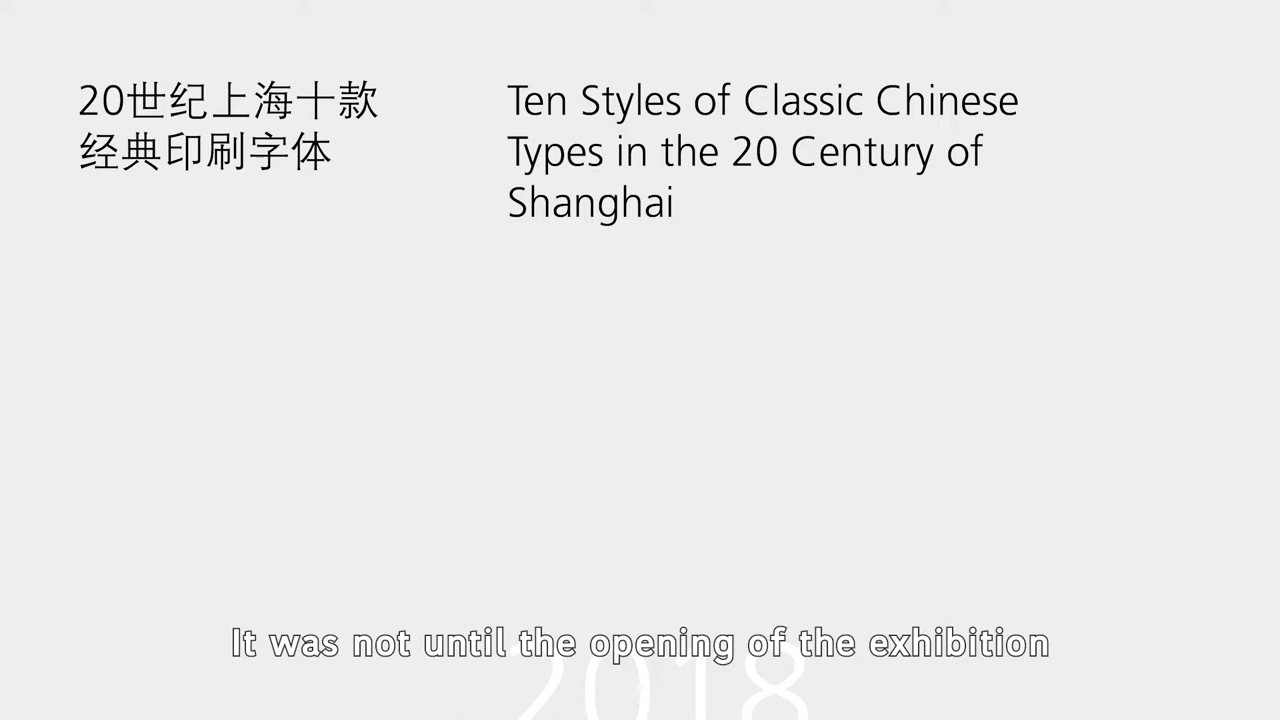 20世纪上海十款
经典印刷字体
Ten Styles of Classic Chinese
Types in the 20 Century of
Shanghai
It was not until the opening of the exhibition
2018